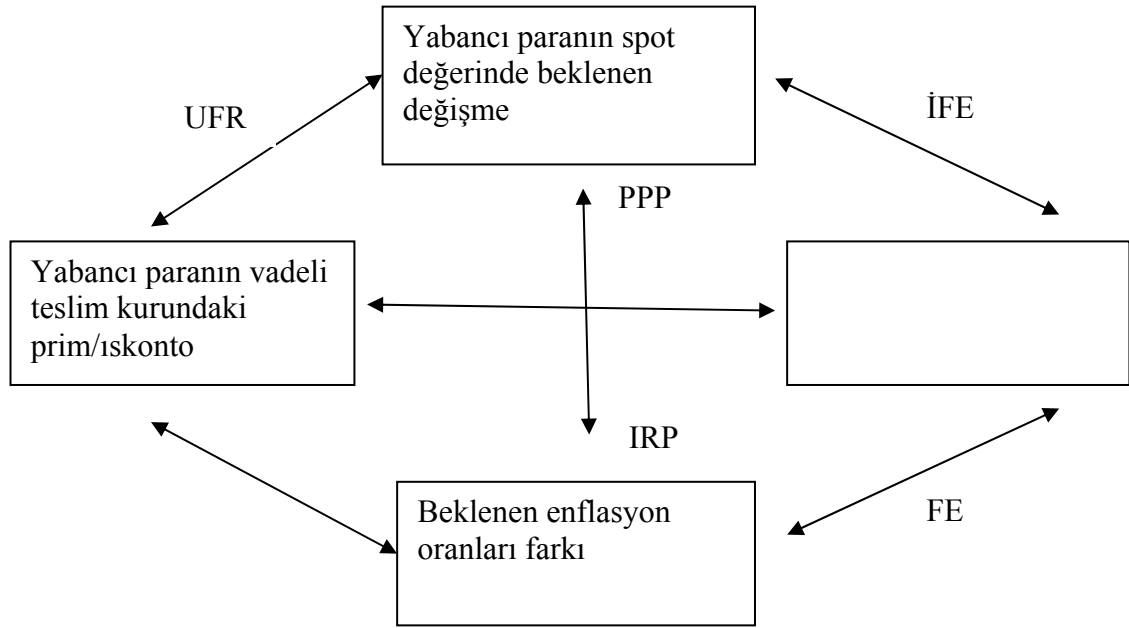 Yabancı paranın spot
değerinde beklenen
değişme
UFR
İFE
PPP
Yabancı paranın vadeli
teslim kurundaki
prim/ıskonto
IRP
Beklenen enflasyon
oranları farkı
FE